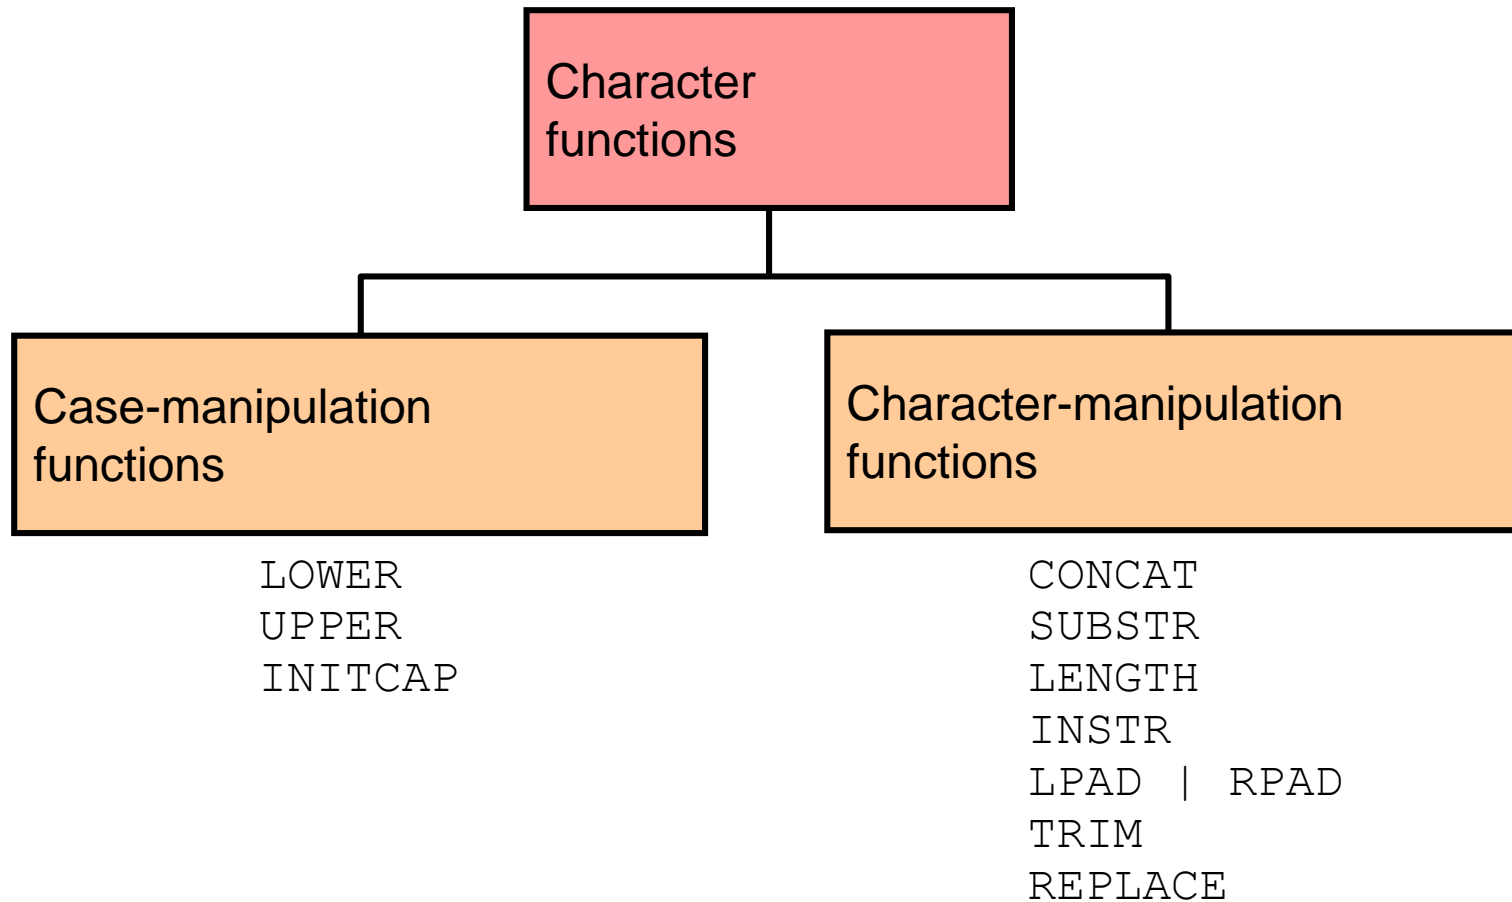 Character
functions
Case-manipulation
functions
Character-manipulation
functions
LOWER
UPPER
INITCAP
CONCAT
SUBSTR
LENGTH
INSTR
LPAD | RPAD
TRIM
REPLACE